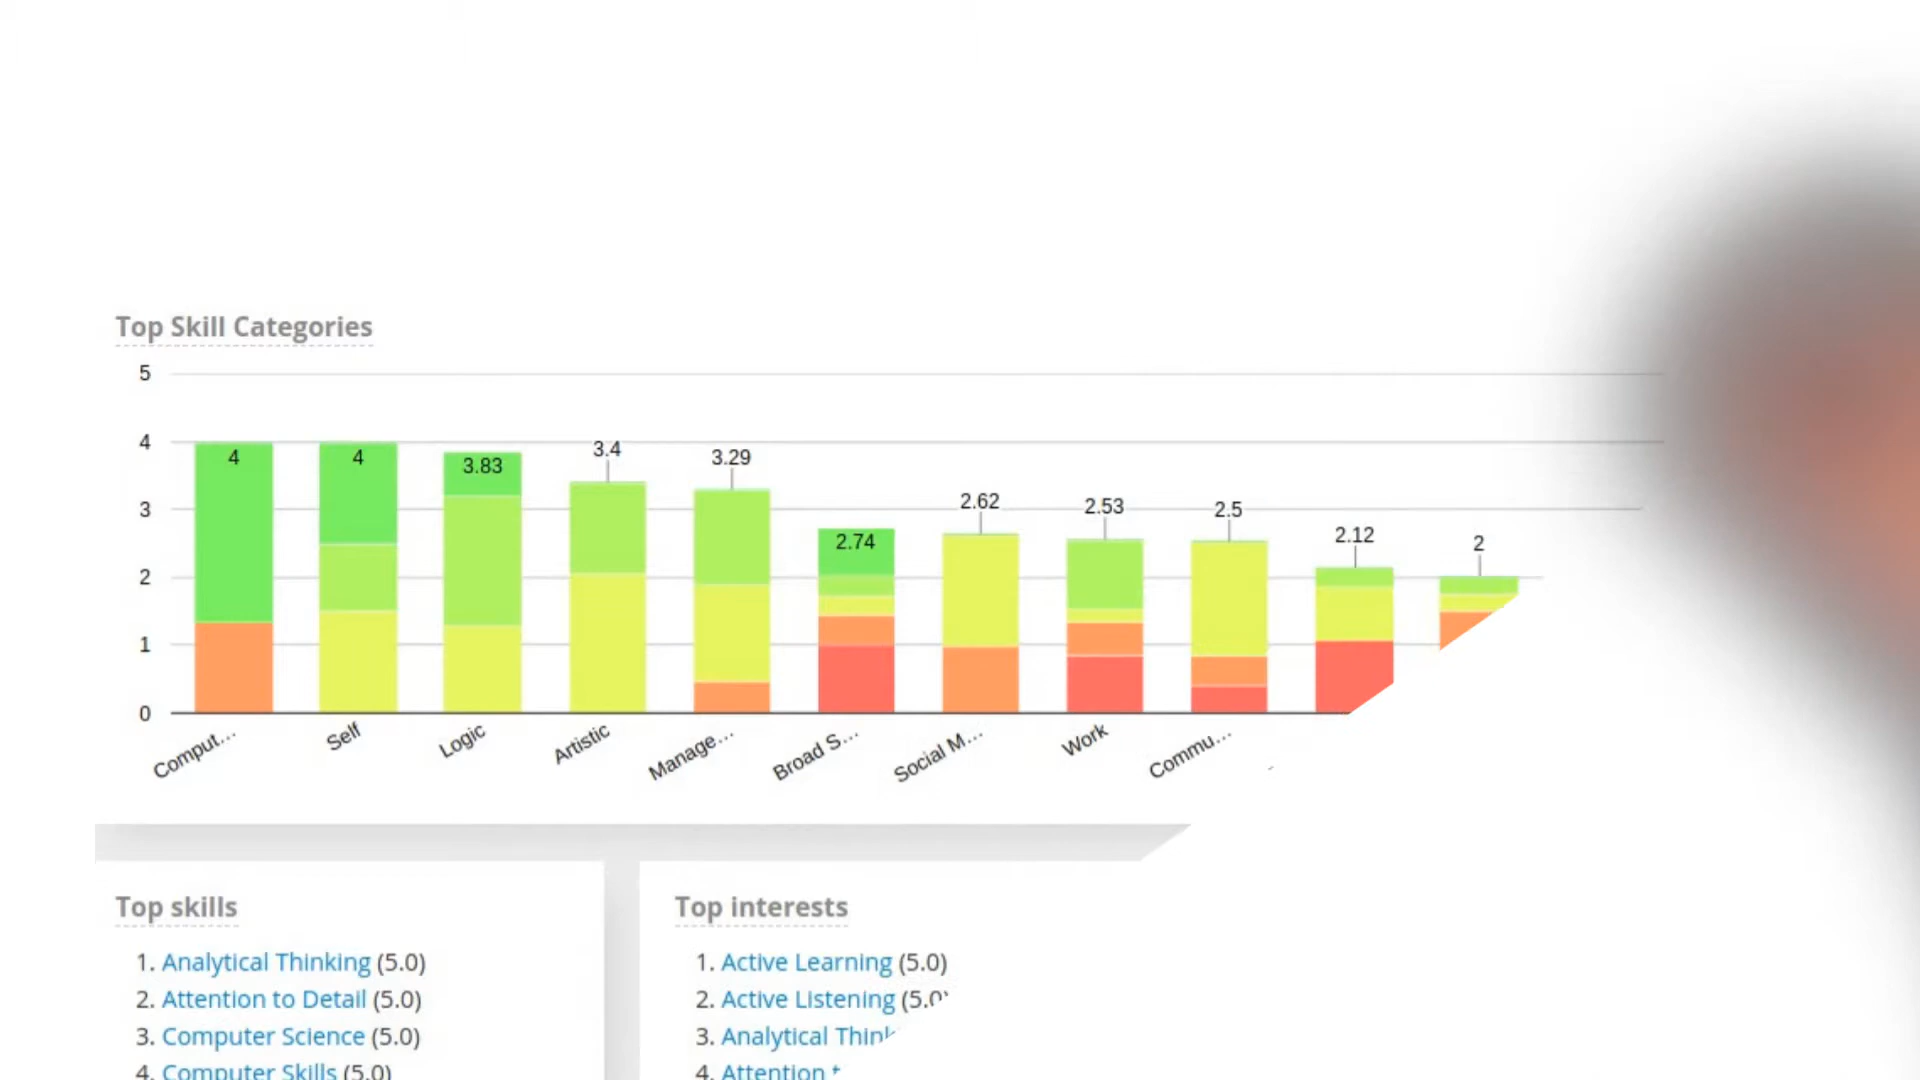 Top Skill Categories
5
4
3
2
1
0
4
4
3.83
3.4
3.29
2.74
2.62
2.53
2.5
2.12
2
Comput...
Self
Logic
Artistic
Manage...
Broad S...
Social M...
Work
Commu...
Top skills
1. Analytical Thinking (5.0)
2. Attention to Detail (5.0)
3. Computer Science (5.0)
4. Computer Skills (5.0)
Top interests
1. Active Learning (5.0)
2. Active Listening (5.0)
3. Analytical Think
4. Attention